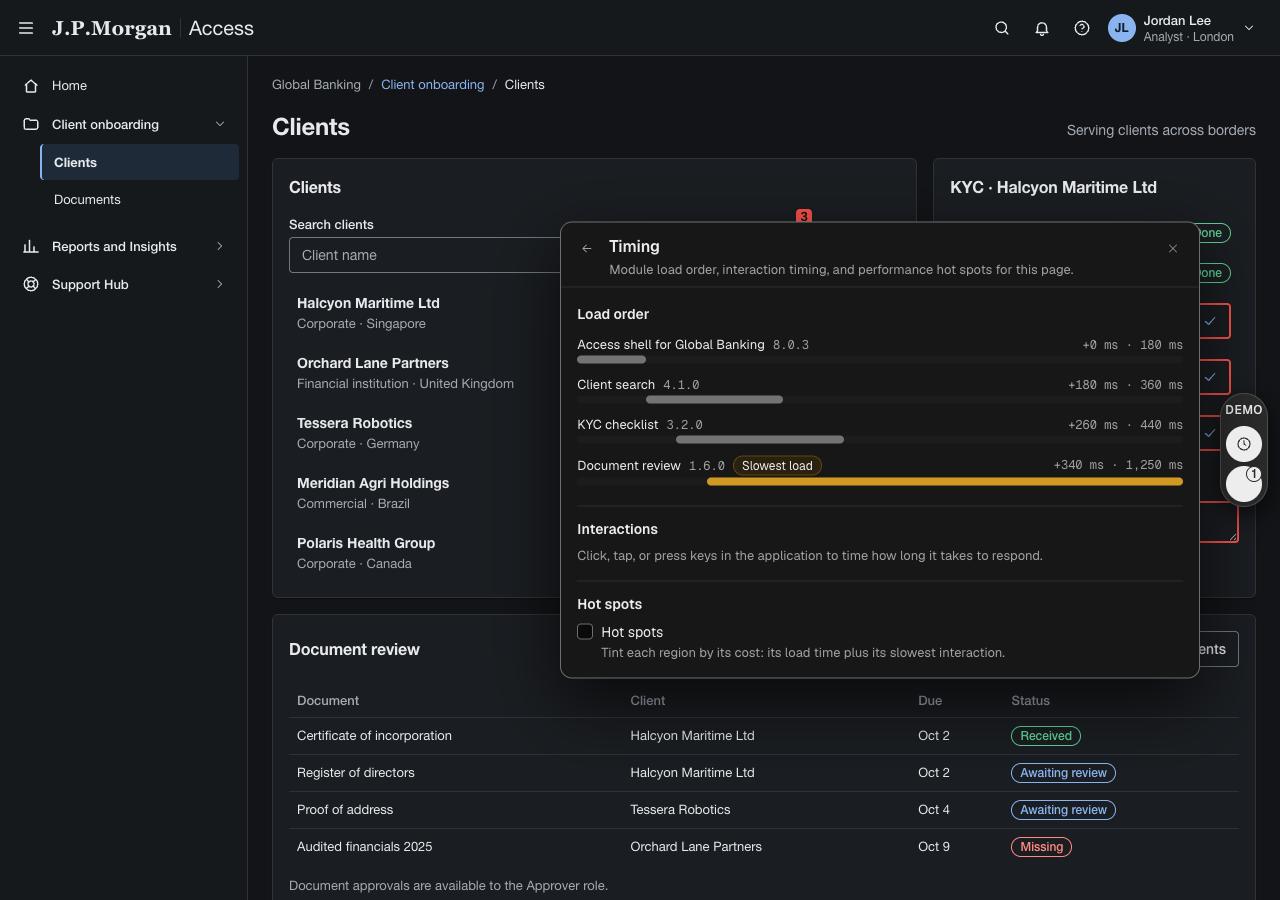 J.P.Morgan Access
JL
Jordan Lee
Analyst · London
Home
Client onboarding
Clients
Documents
Reports and Insights
Support Hub
Global Banking / Client onboarding / Clients
Clients
Serving clients across borders
Clients
Search clients
Client name
Halcyon Maritime Ltd
Corporate · Singapore
Orchard Lane Partners
Financial institution · United Kingdom
Tessera Robotics
Corporate · Germany
Meridian Agri Holdings
Commercial · Brazil
Polaris Health Group
Corporate · Canada
3
KYC · Halcyon Maritime Ltd
one
one
Timing
Module load order, interaction timing, and performance hot spots for this page.
Load order
Access shell for Global Banking 8.0.3 +0 ms · 180 ms
Client search 4.1.0 +180 ms · 360 ms
KYC checklist 3.2.0 +260 ms · 440 ms
Document review 1.6.0 Slowest load +340 ms · 1,250 ms
Interactions
Click, tap, or press keys in the application to time how long it takes to respond.
Hot spots
Hot spots
Tint each region by its cost: its load time plus its slowest interaction.
DEMO
1
Document review
ents
Document Client Due Status
Certificate of incorporation Halcyon Maritime Ltd Oct 2 Received
Register of directors Halcyon Maritime Ltd Oct 2 Awaiting review
Proof of address Tessera Robotics Oct 4 Awaiting review
Audited financials 2025 Orchard Lane Partners Oct 9 Missing
Document approvals are available to the Approver role.